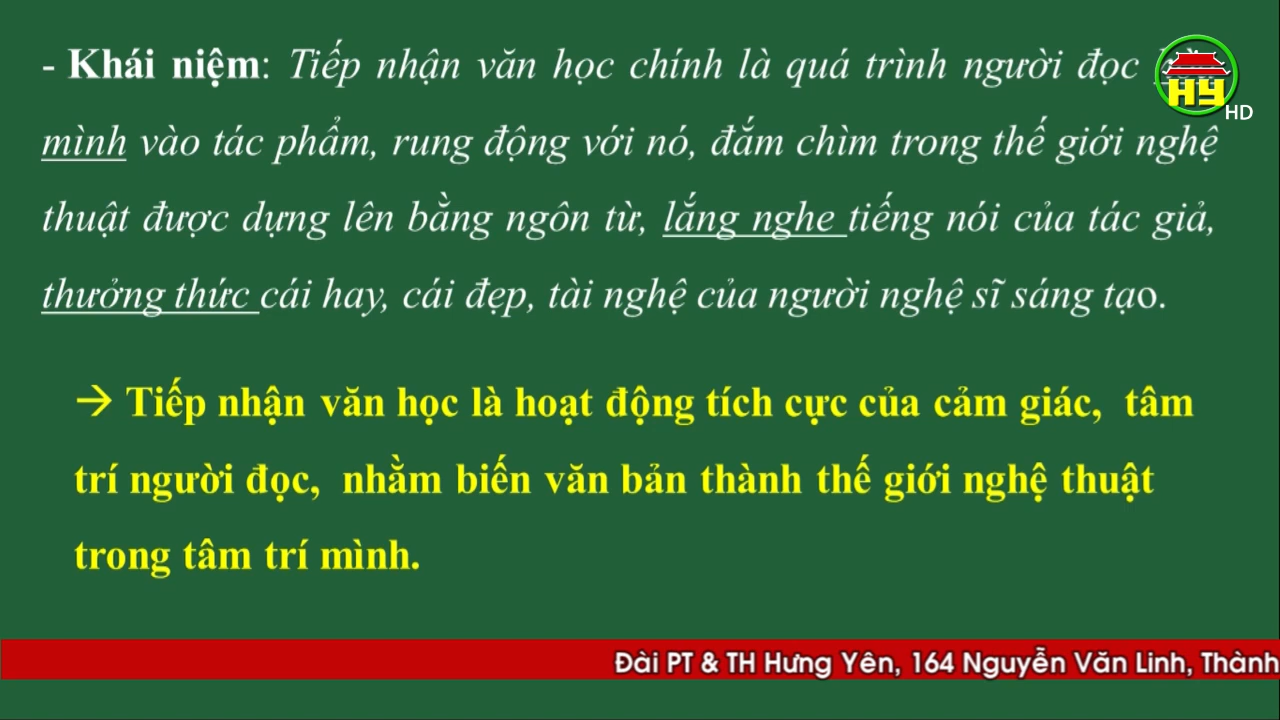 - Khái niệm: Tiếp nhận văn học chính là quá trình người đọc
HY
HD
mình vào tác phẩm, rung động với nó, đắm chìm trong thế giới nghệ
thuật được dựng lên bằng ngôn từ, lắng nghe tiếng nói của tác giả,
thưởng thức cái hay, cái đẹp, tài nghệ của người nghệ sĩ sáng tạo.
→ Tiếp nhận văn học là hoạt động tích cực của cảm giác, tâm
trí người đọc, nhằm biến văn bản thành thế giới nghệ thuật
trong tâm trí mình.
Đài PT & TH Hưng Yên, 164 Nguyễn Văn Linh, Thành